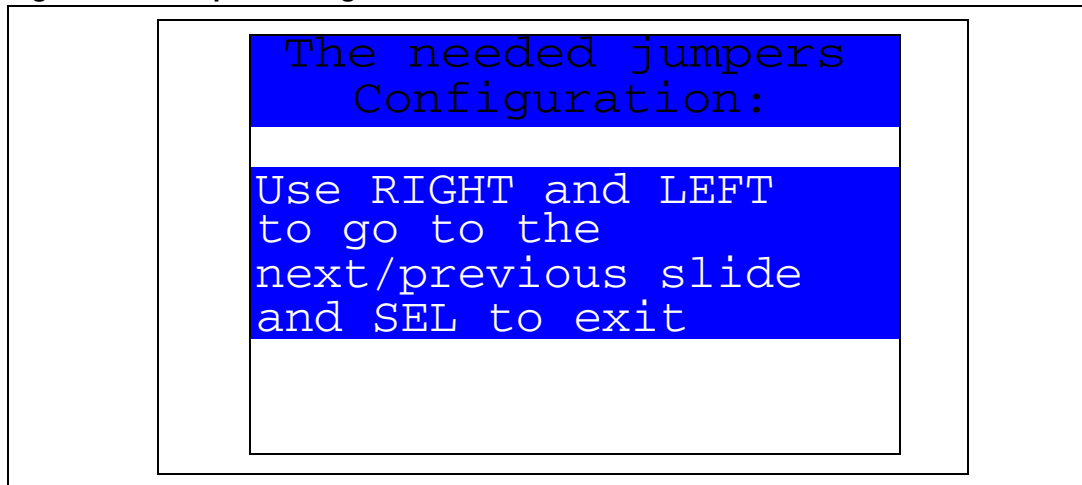 The needed jumpers
Configuration:
Use RIGHT and LEFT
to go to the
next/previous slide
and SEL to exit